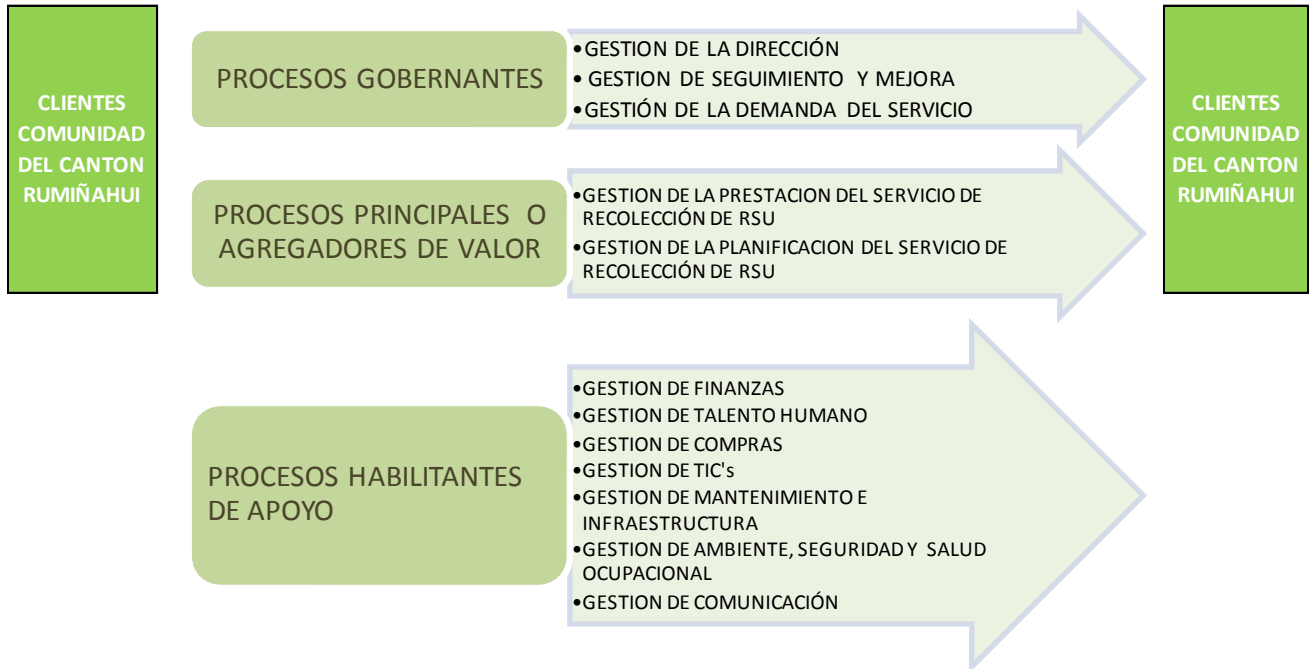 CLIENTES
COMUNIDAD
DEL CANTON
RUMIÑAHUI
PROCESOS GOBERNANTES
•GESTION DE LA DIRECCIÓN
• GESTION DE SEGUIMIENTO Y MEJORA
•GESTIÓN DE LA DEMANDA DEL SERVICIO
PROCESOS PRINCIPALES O
AGREGADORES DE VALOR
•GESTION DE LA PRESTACION DEL SERVICIO DE
RECOLECCIÓN DE RSU
•GESTION DE LA PLANIFICACION DEL SERVICIO DE
RECOLECCIÓN DE RSU
PROCESOS HABILITANTES
DE APOYO
•GESTION DE FINANZAS
•GESTION DE TALENTO HUMANO
•GESTION DE COMPRAS
•GESTION DE TIC's
•GESTION DE MANTENIMIENTO E
INFRAESTRUCTURA
•GESTION DE AMBIENTE, SEGURIDAD Y SALUD
OCUPACIONAL
•GESTION DE COMUNICACIÓN
CLIENTES
COMUNIDAD
DEL CANTON
RUMIÑAHUI